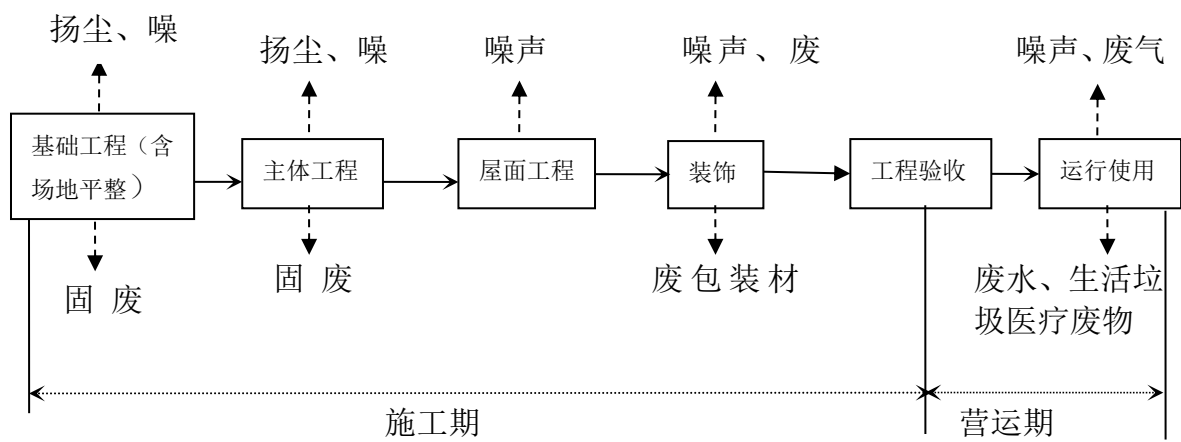 扬尘、噪
扬尘、噪
噪声
噪声、废
噪声、废气
基础工程（含
场地平整）
主体工程
屋面工程
装饰
工程验收
运行使用
固 废
固 废
废包装材
废水、生活垃
圾医疗废物
施工期
营运期